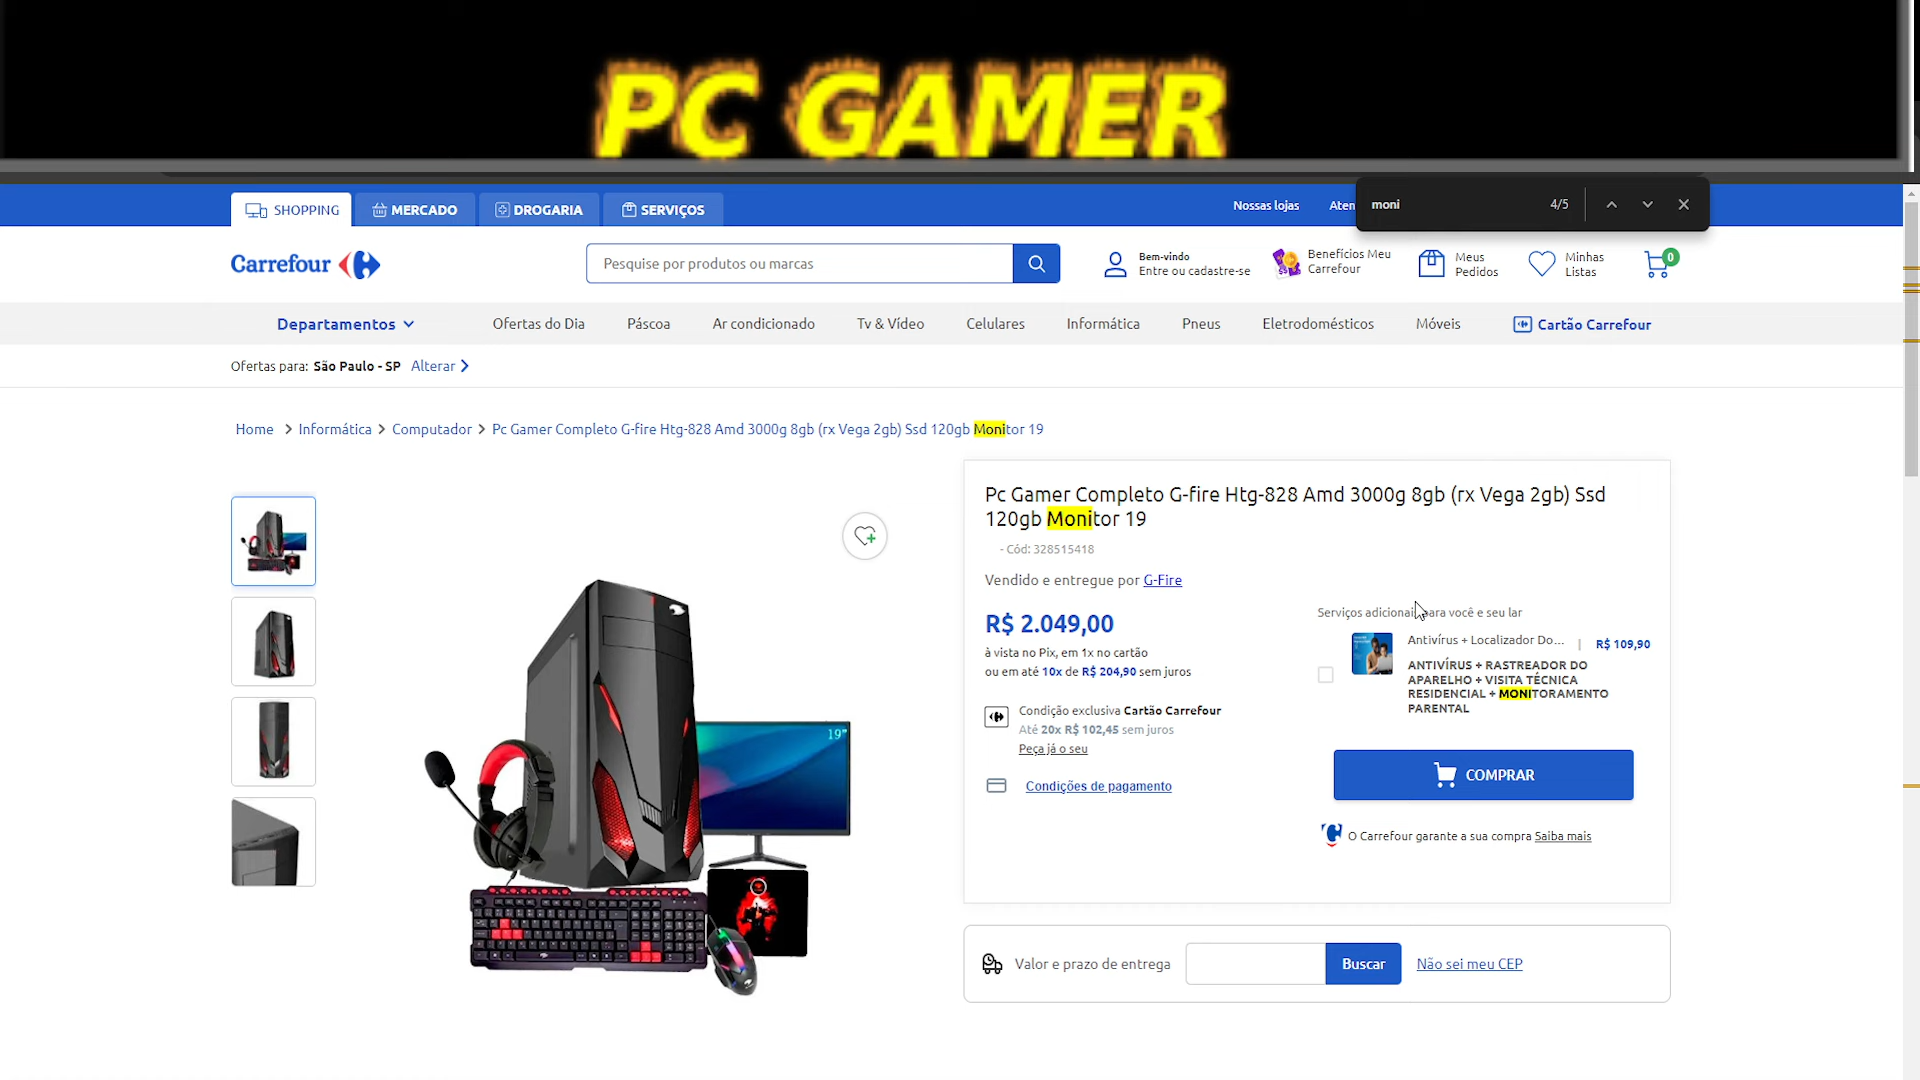 PC GAMER
SHOPPING
MERCADO
DROGARIA
SERVIÇOS
Nossas lojas
Aten
moni
4/5
Carrefour
Pesquise por produtos ou marcas
Bem-vindo
Entre ou cadastre-se
Benefícios Meu
Carrefour
Meus
Pedidos
Minhas
Listas
0
Departamentos
Ofertas do Dia
Páscoa
Ar condicionado
Tv & Vídeo
Celulares
Informática
Pneus
Eletrodomésticos
Móveis
Cartão Carrefour
Ofertas para: São Paulo - SP Alterar
Home > Informática > Computador > Pc Gamer Completo G-fire Htg-828 Amd 3000g 8gb (rx Vega 2gb) Ssd 120gb Monitor 19
Pc Gamer Completo G-fire Htg-828 Amd 3000g 8gb (rx Vega 2gb) Ssd
120gb Monitor 19
- Cód: 328515418
Vendido e entregue por G-Fire
R$ 2.049,00
à vista no Pix, em 1x no cartão
ou em até 10x de R$ 204,90 sem juros
Condição exclusiva Cartão Carrefour
Até 20x R$ 102,45 sem juros
Peça já o seu
Condições de pagamento
Serviços adicionais para você e seu lar
Antivírus + Localizador Do... | R$ 109,90
ANTIVÍRUS + RASTREADOR DO
APARELHO + VISITA TÉCNICA
RESIDENCIAL + MONITORAMENTO
PARENTAL
COMPRAR
O Carrefour garante a sua compra Saiba mais
19"
Valor e prazo de entrega
Buscar
Não sei meu CEP